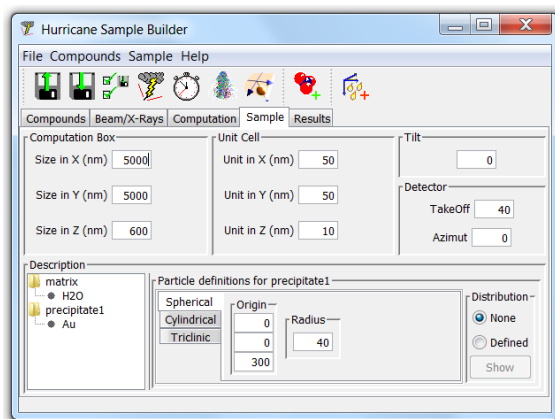 Hurricane Sample Builder
File Compounds Sample Help
Compounds Beam/X-Rays Computation Sample Results
Computation Box
Size in X (nm) 5000
Size in Y (nm) 5000
Size in Z (nm) 600
Unit Cell
Unit in X (nm) 50
Unit in Y (nm) 50
Unit in Z (nm) 10
Tilt
0
Detector
TakeOff 40
Azimut 0
Description
matrix
H2O
precipitate1
Au
Particle definitions for precipitate1
Spherical
Cylindrical
Triclinic
Origin
0
0
300
Radius
40
Distribution
None
Defined
Show